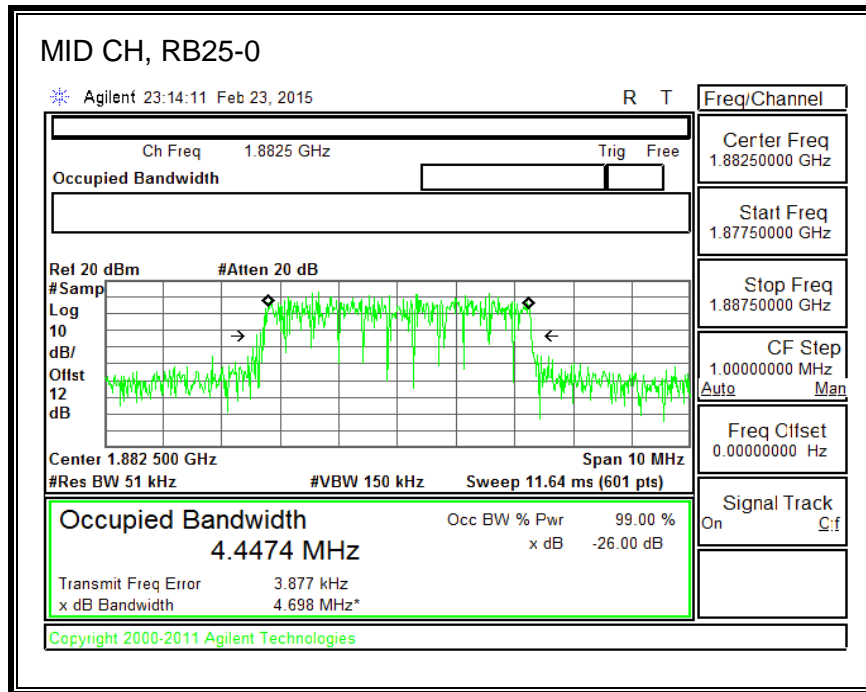 MID CH, RB25-0
Agilent 23:14:11 Feb 23, 2015 R T
Ch Freq 1.8825 GHz Trig Free
Occupied Bandwidth
Ref 20 dBm #Atten 20 dB
#Samp
Log
10
dB/
Offst
12
dB
Center 1.882 500 GHz Span 10 MHz
#Res BW 51 kHz #VBW 150 kHz Sweep 11.64 ms (601 pts)
Occupied Bandwidth Occ BW % Pwr 99.00 %
4.4474 MHz x dB -26.00 dB
Transmit Freq Error 3.877 kHz
x dB Bandwidth 4.698 MHz*
Copyright 2000-2011 Agilent Technologies
Freq/Channel
Center Freq
1.88250000 GHz
Start Freq
1.87750000 GHz
Stop Freq
1.88750000 GHz
CF Step
1.00000000 MHz
Auto Man
Freq Offset
0.00000000 Hz
Signal Track
On Off